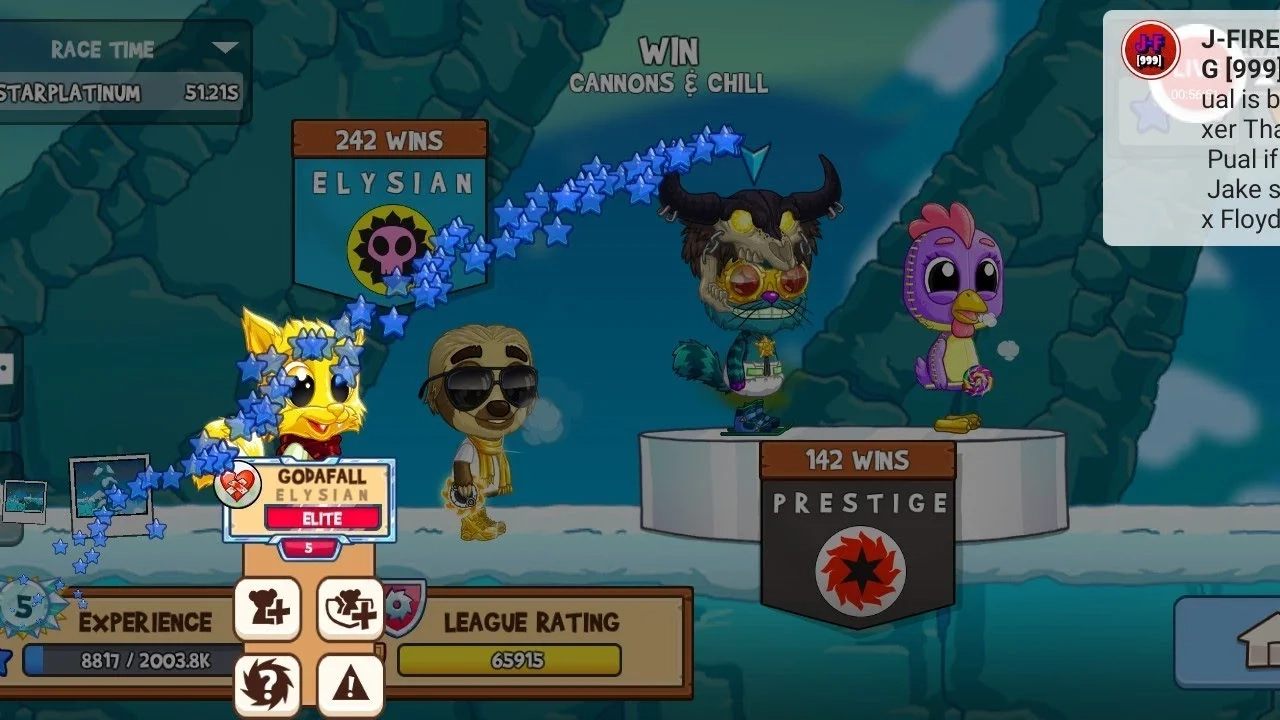 RACE TIME
STARPLATINUM 51.21S
WIN
CANNONS & CHILL
J-F
[999]
J-FIRE
G [999]
ual is b
xer Tha
Pual if
Jake s
x Floyd
242 WINS
ELYSIAN
GODAFALL
ELYSIAN
ELITE
5
142 WINS
PRESTIGE
5
EXPERIENCE
8817 / 2003.8K
LEAGUE RATING
65915